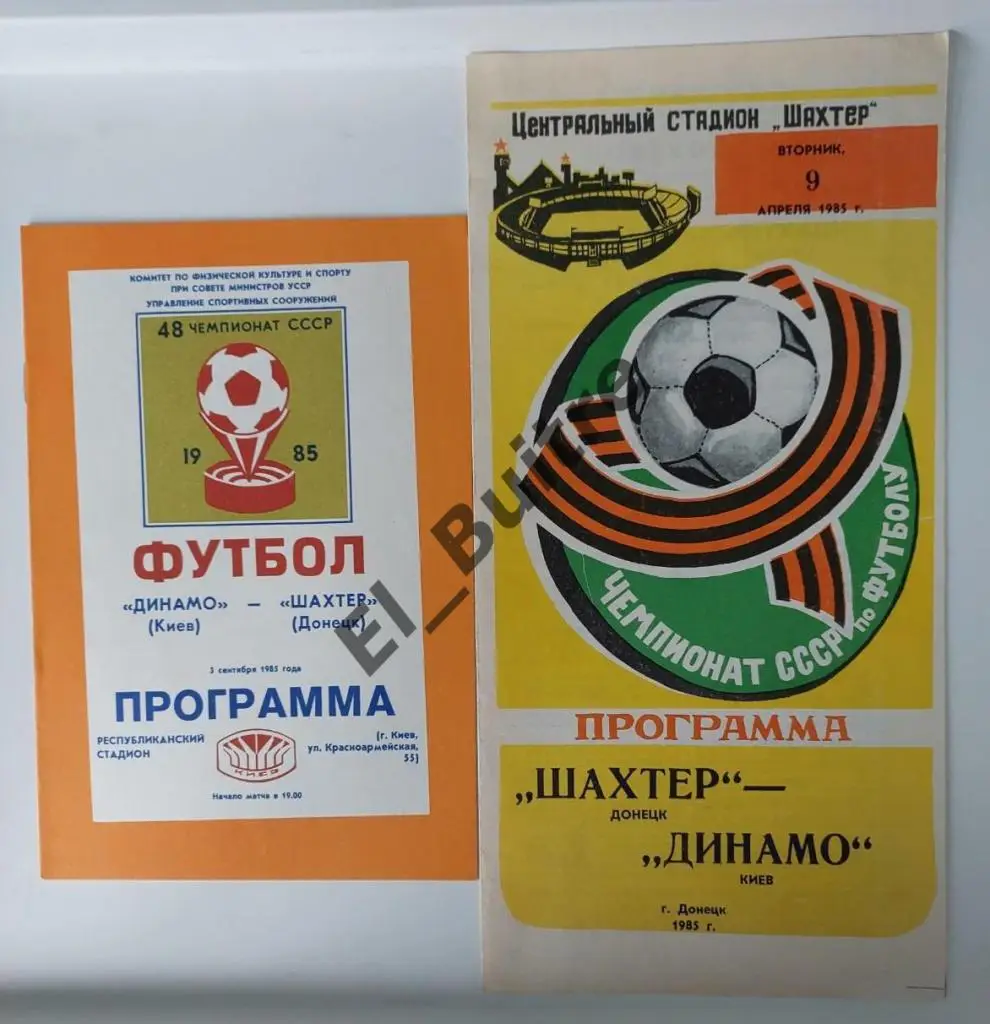 КОМИТЕТ ПО ФИЗИЧЕСКОЙ КУЛЬТУРЕ И СПОРТУ
ПРИ СОВЕТЕ МИНИСТРОВ УССР
УПРАВЛЕНИЕ СПОРТИВНЫХ СООРУЖЕНИЙ
48 ЧЕМПИОНАТ СССР
19 85
ФУТБОЛ
«ДИНАМО» — «ШАХТЕР»
(Киев) (Донецк)
3 сентября 1985 года
ПРОГРАММА
РЕСПУБЛИКАНСКИЙ
СТАДИОН
КИЕВ
(г. Киев,
ул. Красноармейская,
55)
Начало матча в 19.00
Центральный стадион „Шахтер"
ВТОРНИК,
9
АПРЕЛЯ 1985 г.
ЧЕМПИОНАТ СССР ПО ФУТБОЛУ
ПРОГРАММА
„ШАХТЕР"—
ДОНЕЦК
„ДИНАМО"
КИЕВ
г. Донецк
1985 г.
El_Buitre